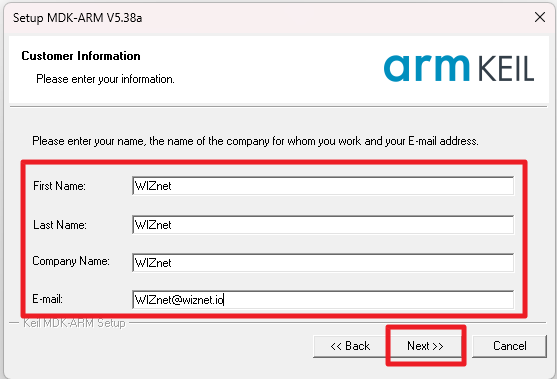 Setup MDK-ARM V5.38a
Customer Information
Please enter your information.
arm KEIL
Please enter your name, the name of the company for whom you work and your E-mail address.
First Name: WIZnet
Last Name: WIZnet
Company Name: WIZnet
E-mail: WIZnet@wiznet.io
Keil MDK-ARM Setup
<< Back Next >> Cancel